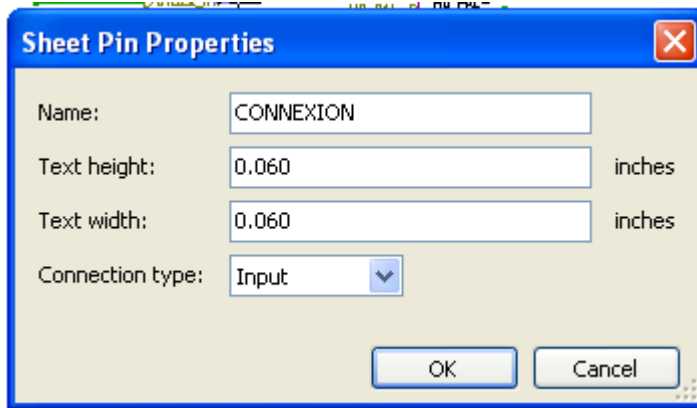 Sheet Pin Properties
Name: CONNEXION
Text height: 0.060 inches
Text width: 0.060 inches
Connection type: Input
OK Cancel